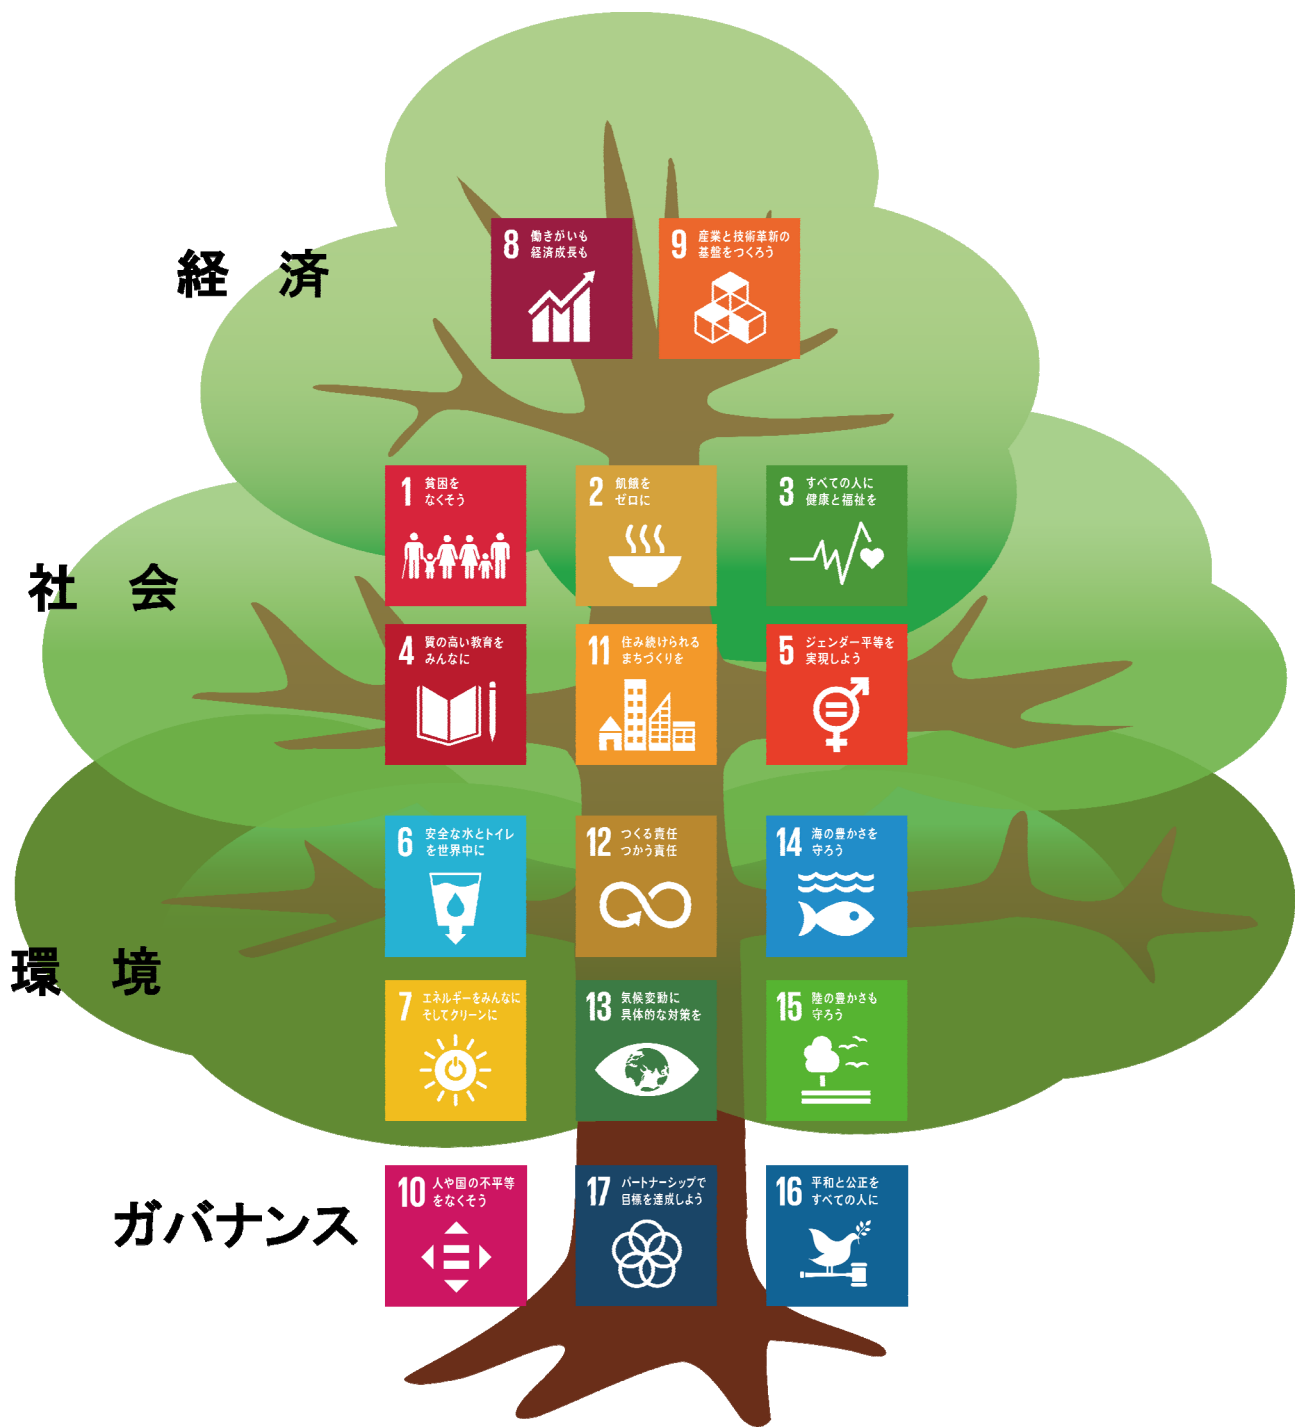 経 済
8 働きがいも
経済成長も
9 産業と技術革新の
基盤をつくろう
社 会
1 貧困を
なくそう
2 飢餓を
ゼロに
3 すべての人に
健康と福祉を
4 質の高い教育を
みんなに
11 住み続けられる
まちづくりを
5 ジェンダー平等を
実現しよう
環 境
6 安全な水とトイレ
を世界中に
12 つくる責任
つかう責任
14 海の豊かさを
守ろう
7 エネルギーをみんなに
そしてクリーンに
13 気候変動に
具体的な対策を
15 陸の豊かさも
守ろう
ガバナンス
10 人や国の不平等
をなくそう
17 パートナーシップで
目標を達成しよう
16 平和と公正を
すべての人に